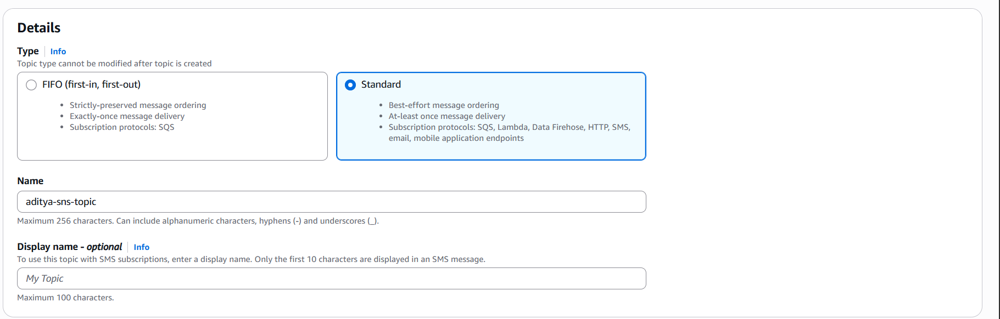 Details
Type Info
Topic type cannot be modified after topic is created
FIFO (first-in, first-out)
Strictly-preserved message ordering
Exactly-once message delivery
Subscription protocols: SQS
Standard
Best-effort message ordering
At-least once message delivery
Subscription protocols: SQS, Lambda, Data Firehose, HTTP, SMS,
email, mobile application endpoints
Name
aditya-sns-topic
Maximum 256 characters. Can include alphanumeric characters, hyphens (-) and underscores (_).
Display name - optional Info
To use this topic with SMS subscriptions, enter a display name. Only the first 10 characters are displayed in an SMS message.
My Topic
Maximum 100 characters.